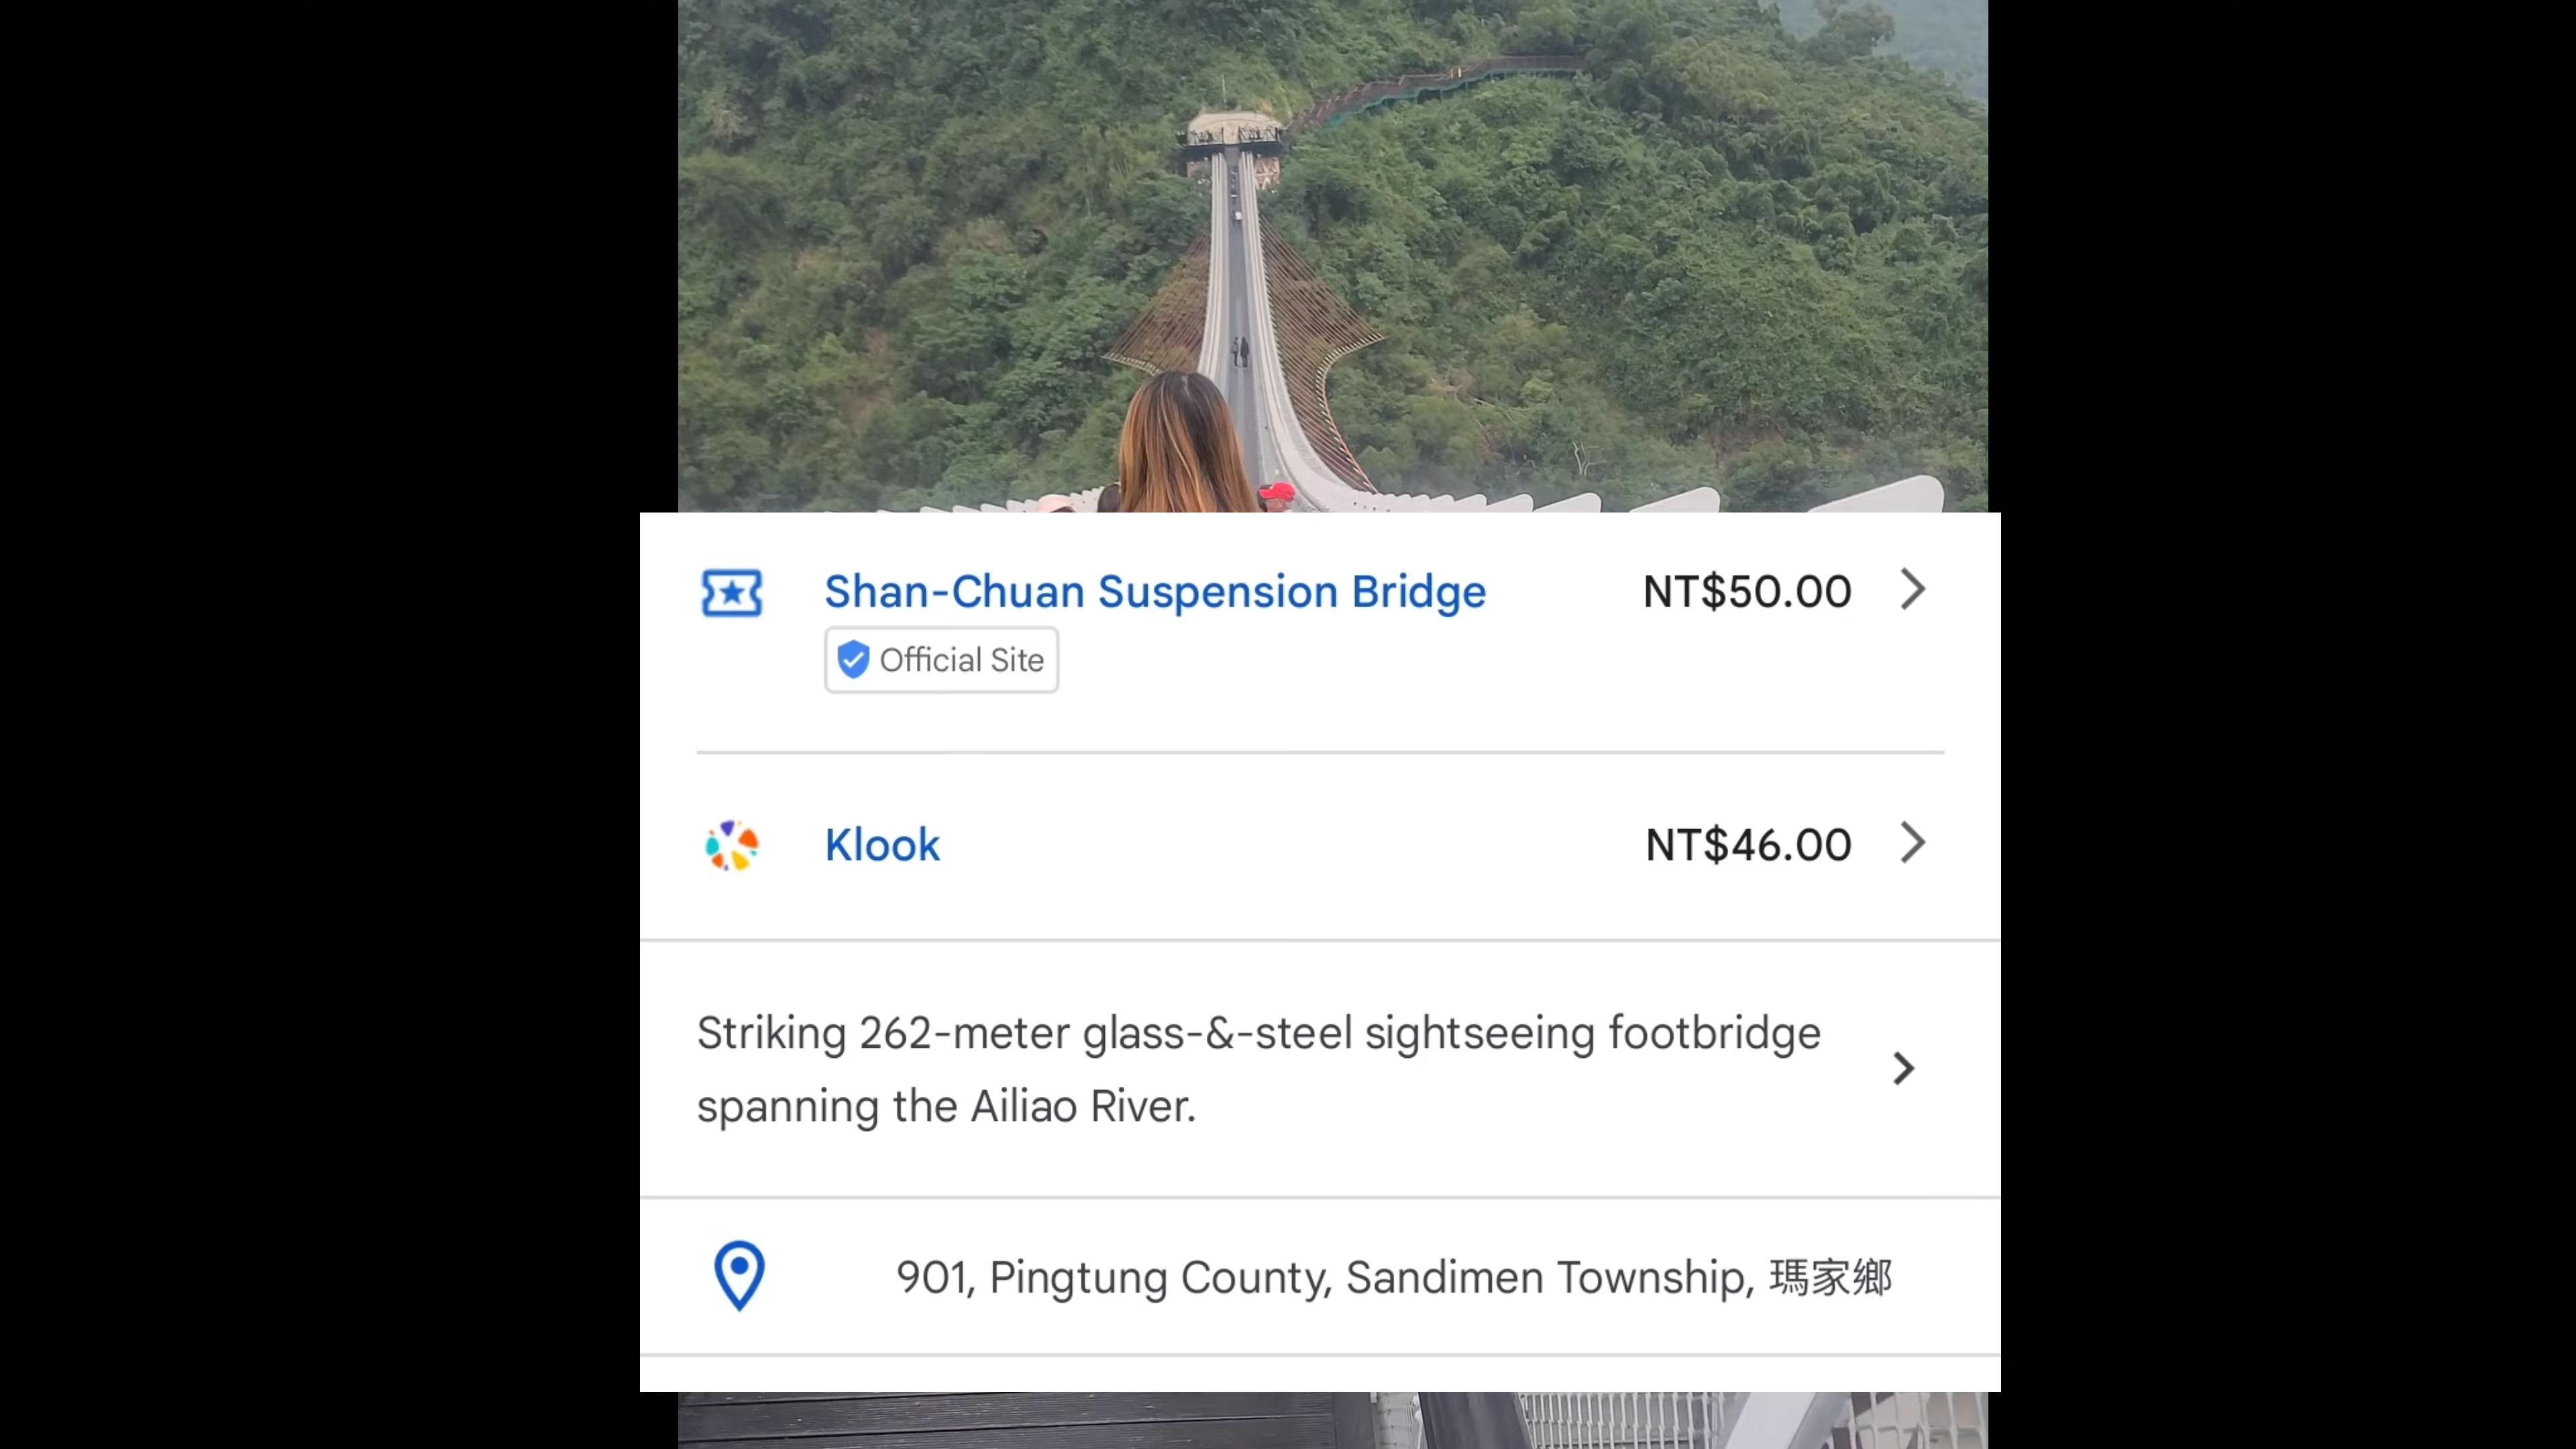 Shan-Chuan Suspension Bridge NT$50.00
Official Site
Klook NT$46.00
Striking 262-meter glass-&-steel sightseeing footbridge
spanning the Ailiao River.
901, Pingtung County, Sandimen Township, 瑪家鄉